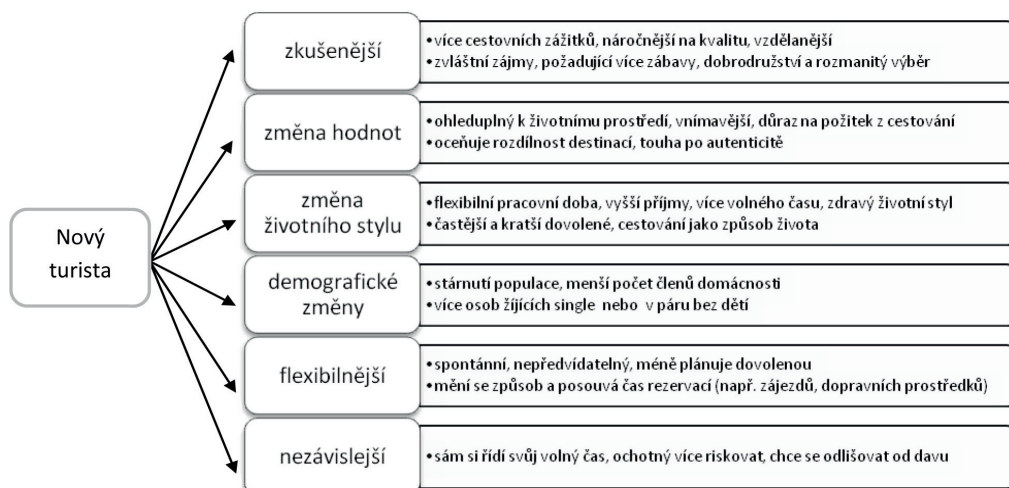 Nový
turista
zkušenější
•více cestovních zážitků, náročnější na kvalitu, vzdělanější
•zvláštní zájmy, požadující více zábavy, dobrodružství a rozmanitý výběr
změna hodnot
•ohleduplný k životnímu prostředí, vnímavější, důraz na požitek z cestování
•oceňuje rozdílnost destinací, touha po autenticitě
změna
životního stylu
•flexibilní pracovní doba, vyšší příjmy, více volného času, zdravý životní styl
•častější a kratší dovolené, cestování jako způsob života
demografické
změny
•stárnutí populace, menší počet členů domácnosti
•více osob žíjících single nebo v páru bez dětí
flexibilnější
•spontánní, nepředvídatelný, méně plánuje dovolenou
•mění se způsob a posouvá čas rezervací (např. zájezdů, dopravních prostředků)
nezávislejší
•sám si řídí svůj volný čas, ochotný více riskovat, chce se odlišovat od davu